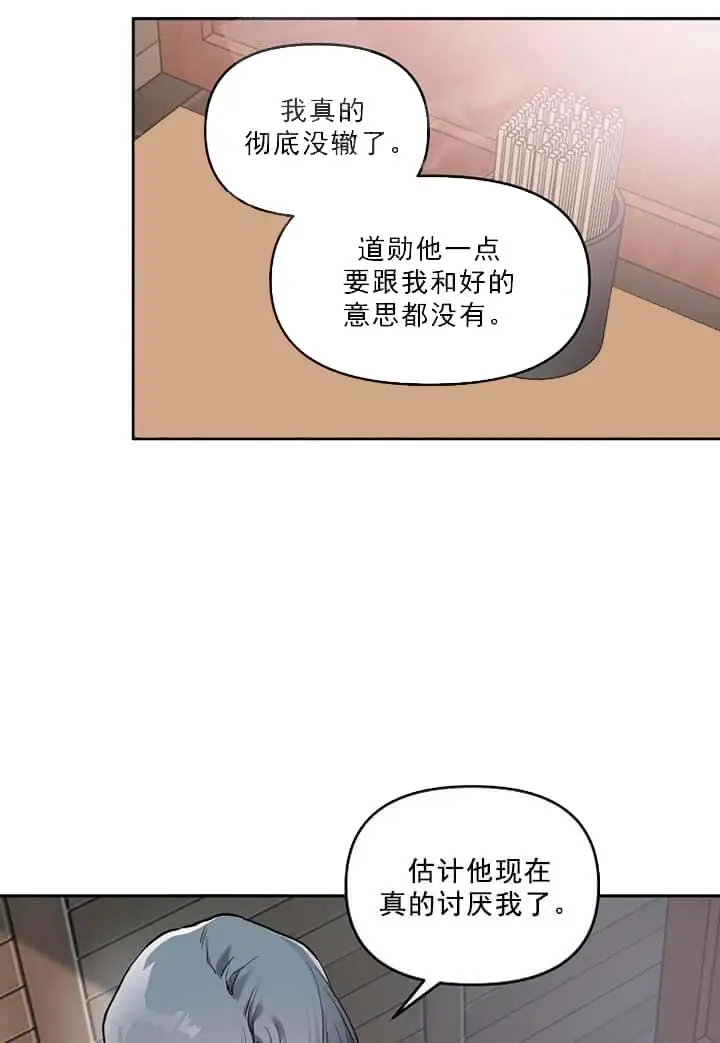 我真的
彻底没辙了。
道勋他一点
要跟我和好的
意思都没有。
估计他现在
真的讨厌我了。